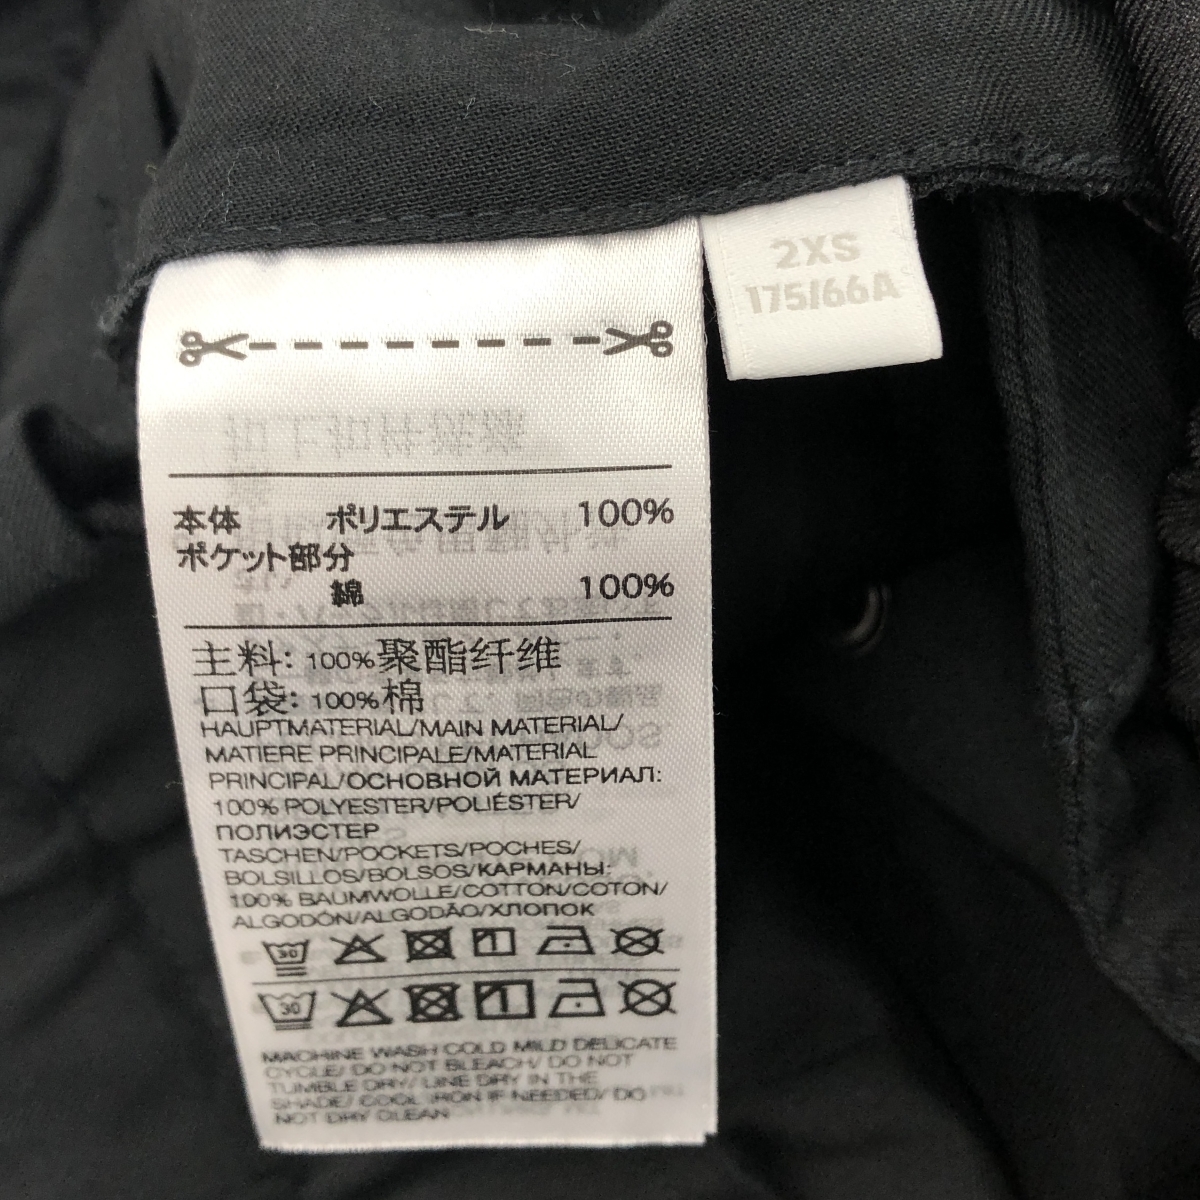 2XS
175/66A
本体 ポリエステル 100%
ポケット部分
綿 100%
主料: 100%聚酯纤维
口袋: 100%棉
HAUPTMATERIAL/MAIN MATERIAL/
MATIERE PRINCIPALE/MATERIAL
PRINCIPAL/ОСНОВНОЙ МАТЕРИАЛ:
100% POLYESTER/POLIÉSTER/
ПОЛИЭСТЕР
TASCHEN/POCKETS/POCHES/
BOLSILLOS/BOLSOS/КАРМАНЫ:
100% BAUMWOLLE/COTTON/COTON/
ALGODÓN/ALGODÃO/ХЛОПОК
30
30
MACHINE WASH COLD MILD DELICATE
CYCLE/ DO NOT BLEACH/ DO NOT
TUMBLE DRY/ LINE DRY IN THE
SHADE/ COOL IRON IF NEEDED/ DO
NOT DRY CLEAN